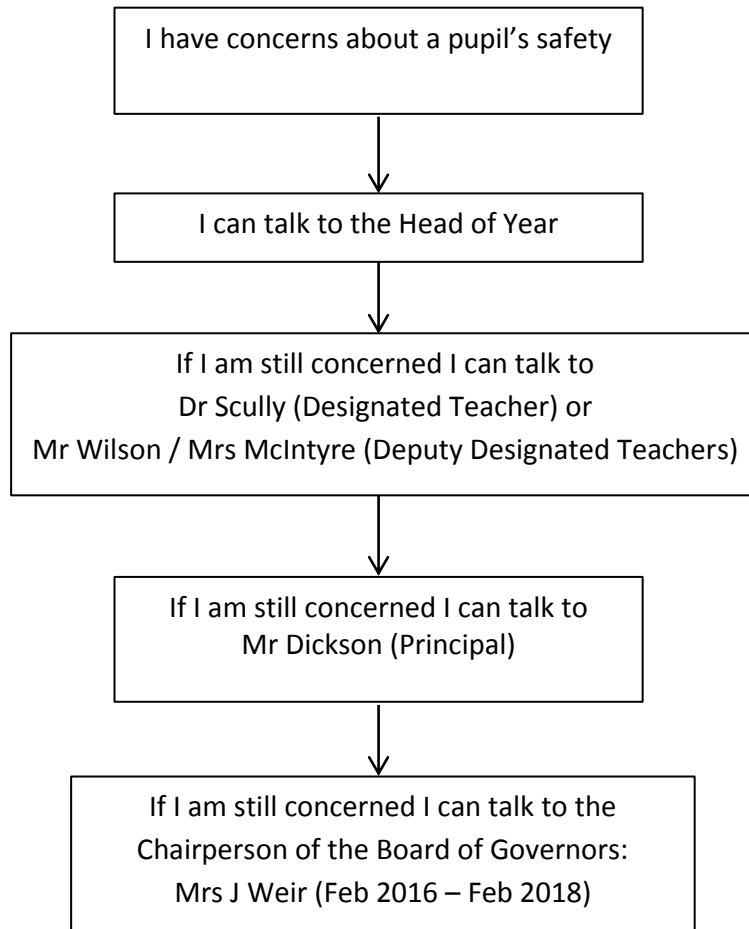 I have concerns about a pupil’s safety
I can talk to the Head of Year
If I am still concerned I can talk to
Dr Scully (Designated Teacher) or
Mr Wilson / Mrs McIntyre (Deputy Designated Teachers)
If I am still concerned I can talk to
Mr Dickson (Principal)
If I am still concerned I can talk to the
Chairperson of the Board of Governors:
Mrs J Weir (Feb 2016 – Feb 2018)